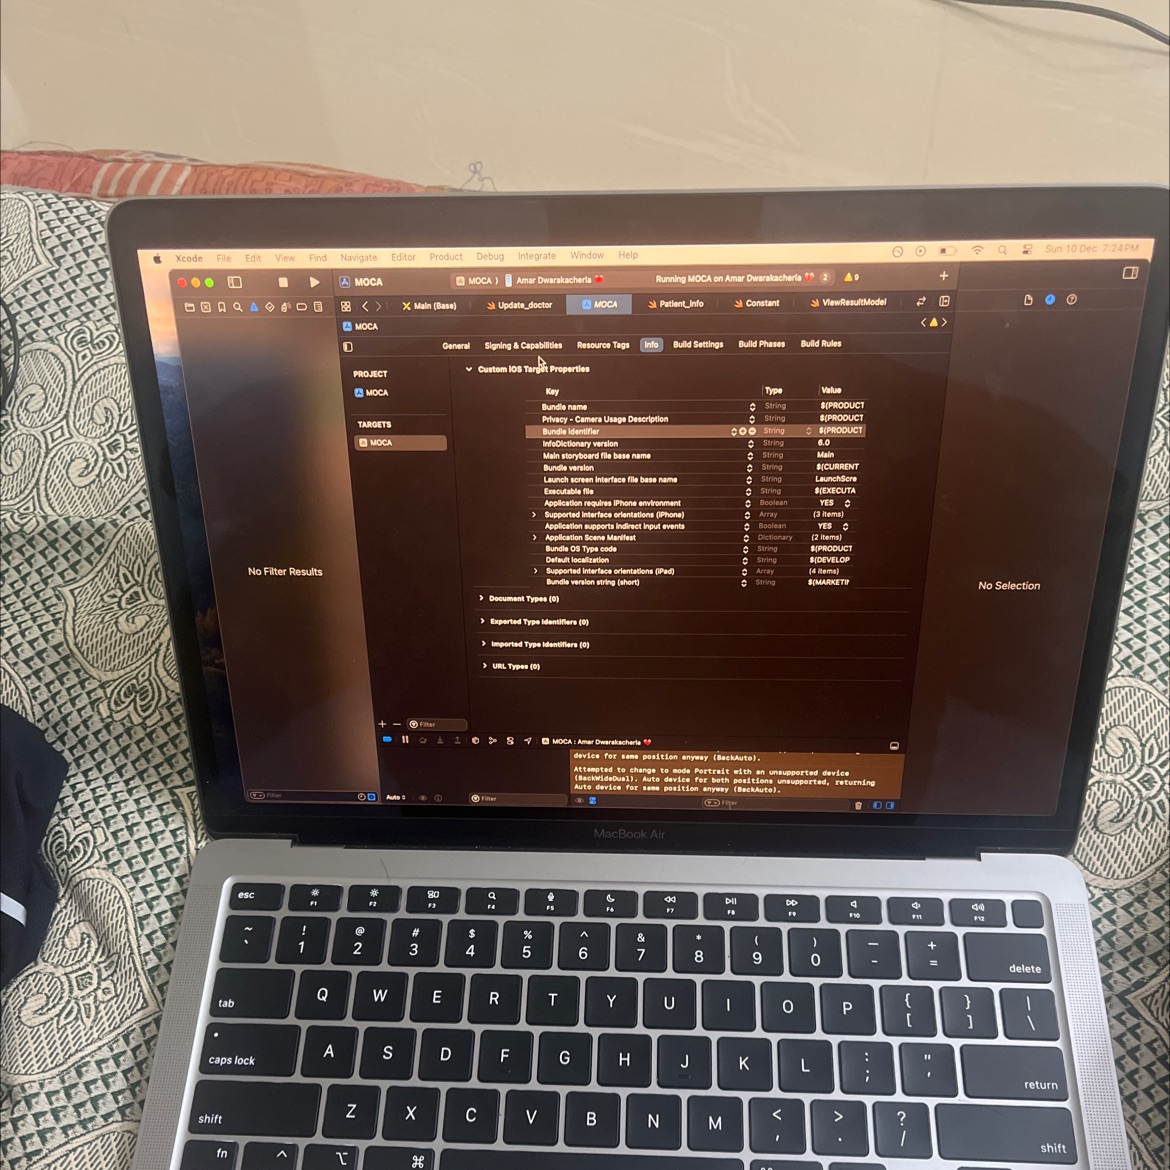 Xcode File Edit View Find Navigate Editor Product Debug Integrate Window Help Sun 10 Dec 7:24PM
MOCA MOCA Amar Dwarakacherla Running MOCA on Amar Dwarakacherla 2 9
Main (Base) Update_doctor MOCA Patient_info Constant ViewResultModel
MOCA
General Signing & Capabilities Resource Tags Info Build Settings Build Phases Build Rules
PROJECT
MOCA
TARGETS
MOCA
Custom iOS Target Properties
Key Type Value
Bundle name String $(PRODUCT
Privacy - Camera Usage Description String $(PRODUCT
Bundle identifier String $(PRODUCT
InfoDictionary version String 6.0
Main storyboard file base name String Main
Bundle version String $(CURRENT
Launch screen interface file base name String LaunchScre
Executable file String $(EXECUTA
Application requires iPhone environment Boolean YES
Supported interface orientations (iPhone) Array (3 items)
Application supports indirect input events Boolean YES
Application Scene Manifest Dictionary (2 items)
Bundle OS Type code String $(PRODUCT
Default localization String $(DEVELOP
Supported interface orientations (iPad) Array (4 items)
Bundle version string (short) String $(MARKETIN
Document Types (0)
Exported Type Identifiers (0)
Imported Type Identifiers (0)
URL Types (0)
No Filter Results
No Selection
Filter
MOCA : Amar Dwarakacherla
device for same position anyway (BackAuto).
Attempted to change to mode Portrait with an unsupported device
(BackWideDual). Auto device for both positions unsupported, returning
Auto device for same position anyway (BackAuto).
Filter Auto Filter Filter
MacBook Air
esc F1 F2 F3 F4 F5 F6 F7 F8 F9 F10 F11 F12
~ ! @ # $ % ^ & * ( ) — +
` 1 2 3 4 5 6 7 8 9 0 - = delete
tab Q W E R T Y U I O P { [ } ] | \
caps lock A S D F G H J K L : ; " ' return
shift Z X C V B N M < , > . ? / shift
fn ^ ⌥ ⌘